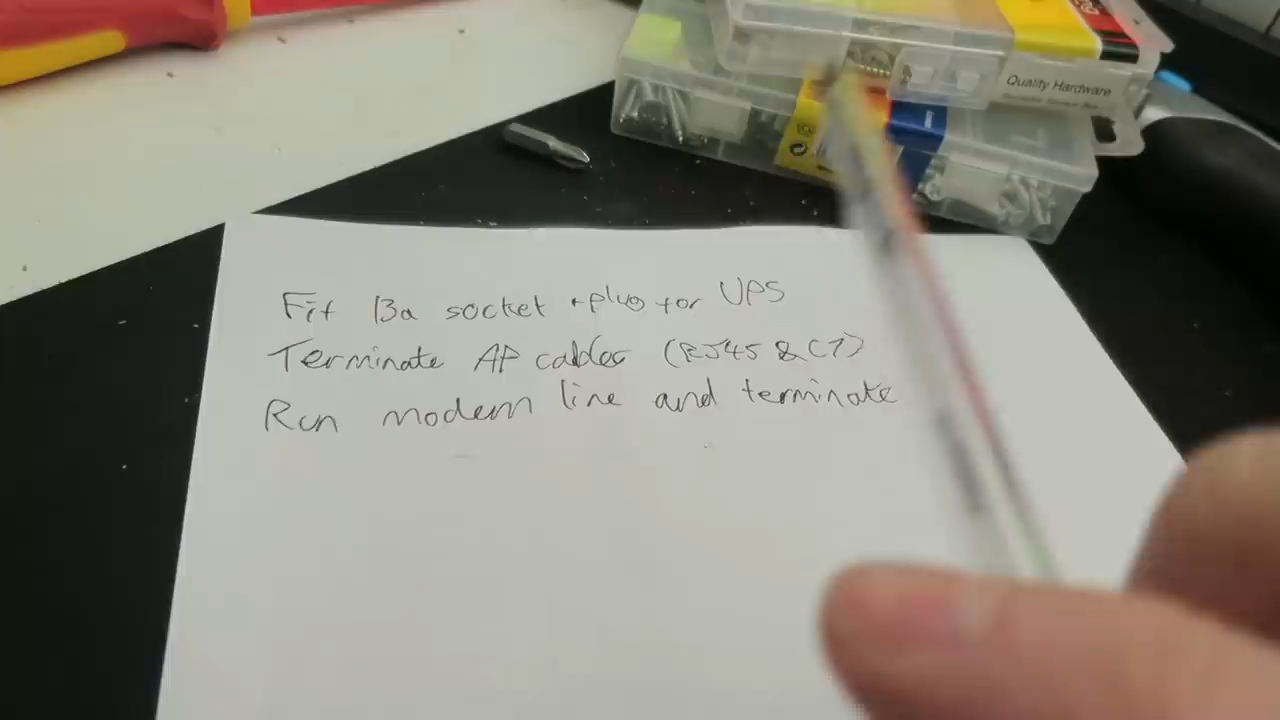 Quality Hardware
Fit 13a socket + plug for UPS
Terminate AP cables (RJ45 & C7)
Run modem line and terminate